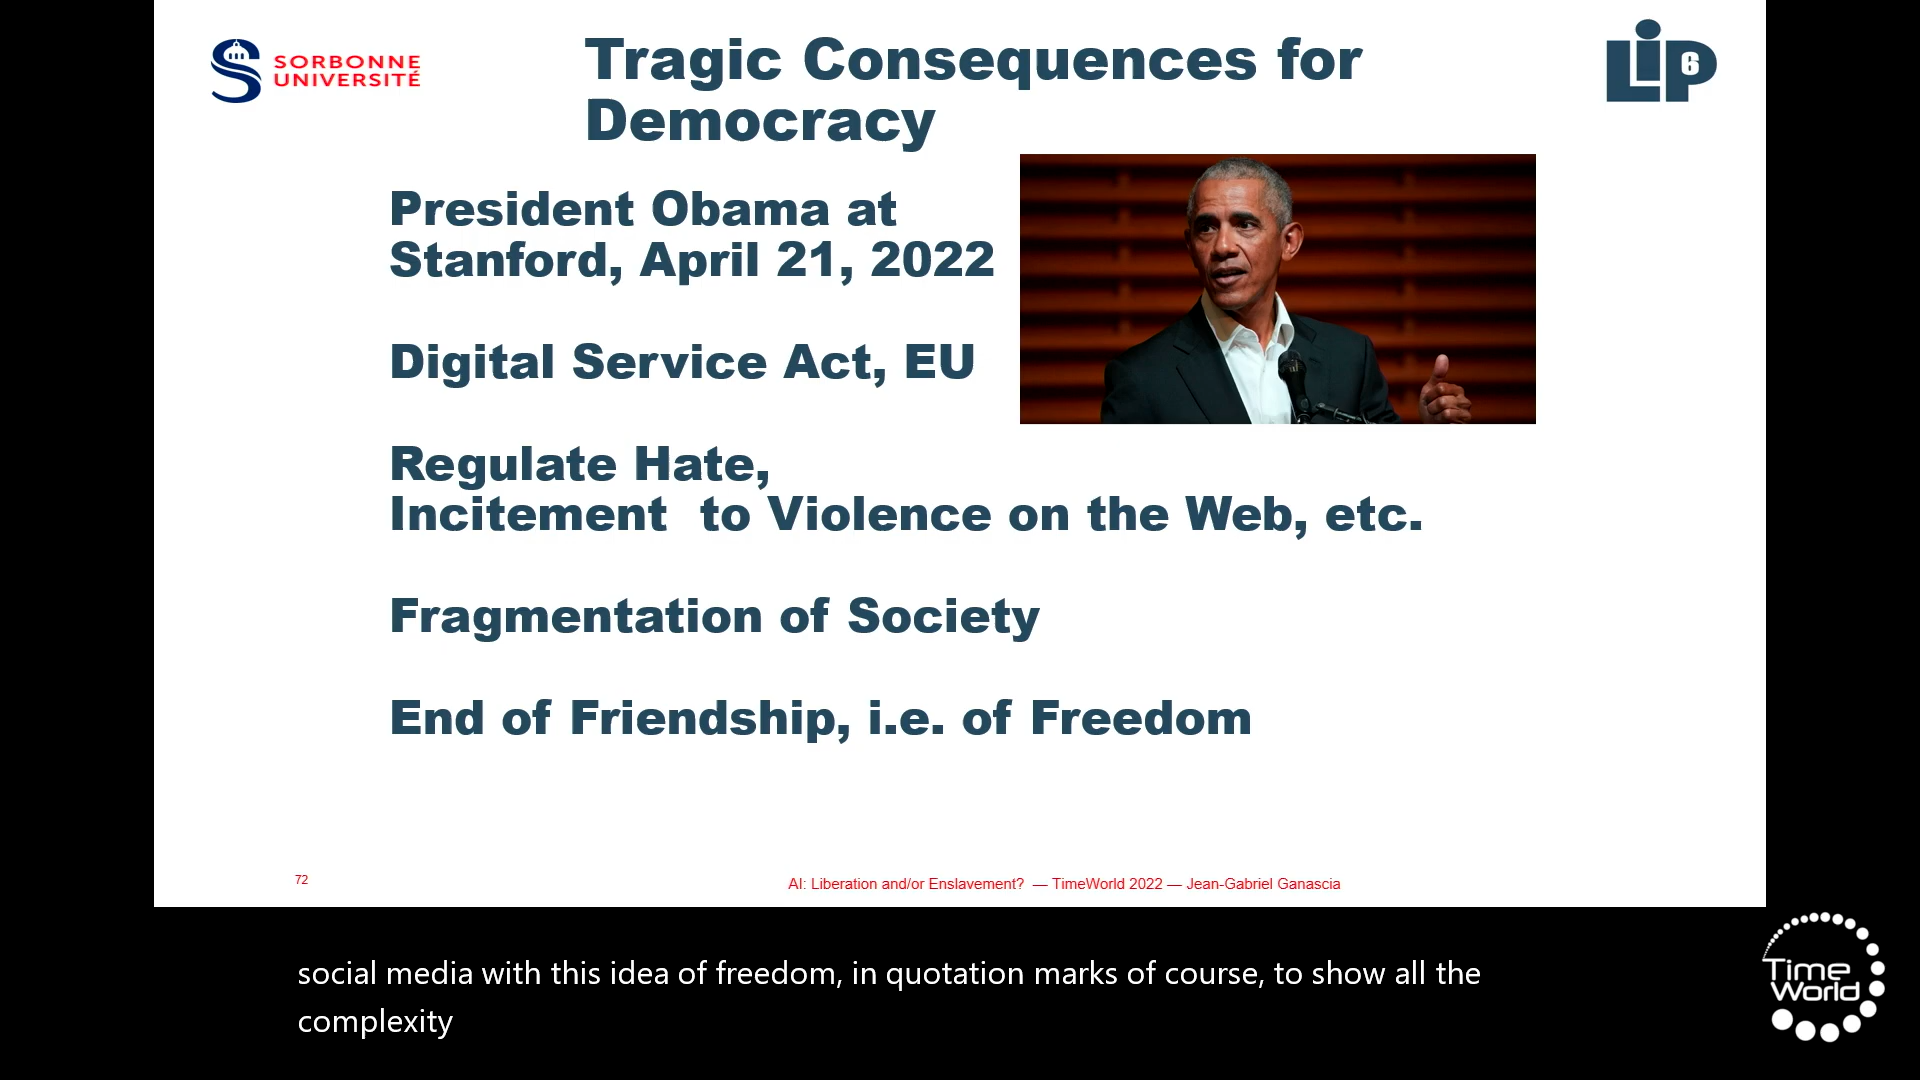 SORBONNE
UNIVERSITÉ
Tragic Consequences for
Democracy
LiP6
President Obama at
Stanford, April 21, 2022
Digital Service Act, EU
Regulate Hate,
Incitement  to Violence on the Web, etc.
Fragmentation of Society
End of Friendship, i.e. of Freedom
72
AI: Liberation and/or Enslavement?  — TimeWorld 2022 — Jean-Gabriel Ganascia
social media with this idea of freedom, in quotation marks of course, to show all the
complexity
Time
World